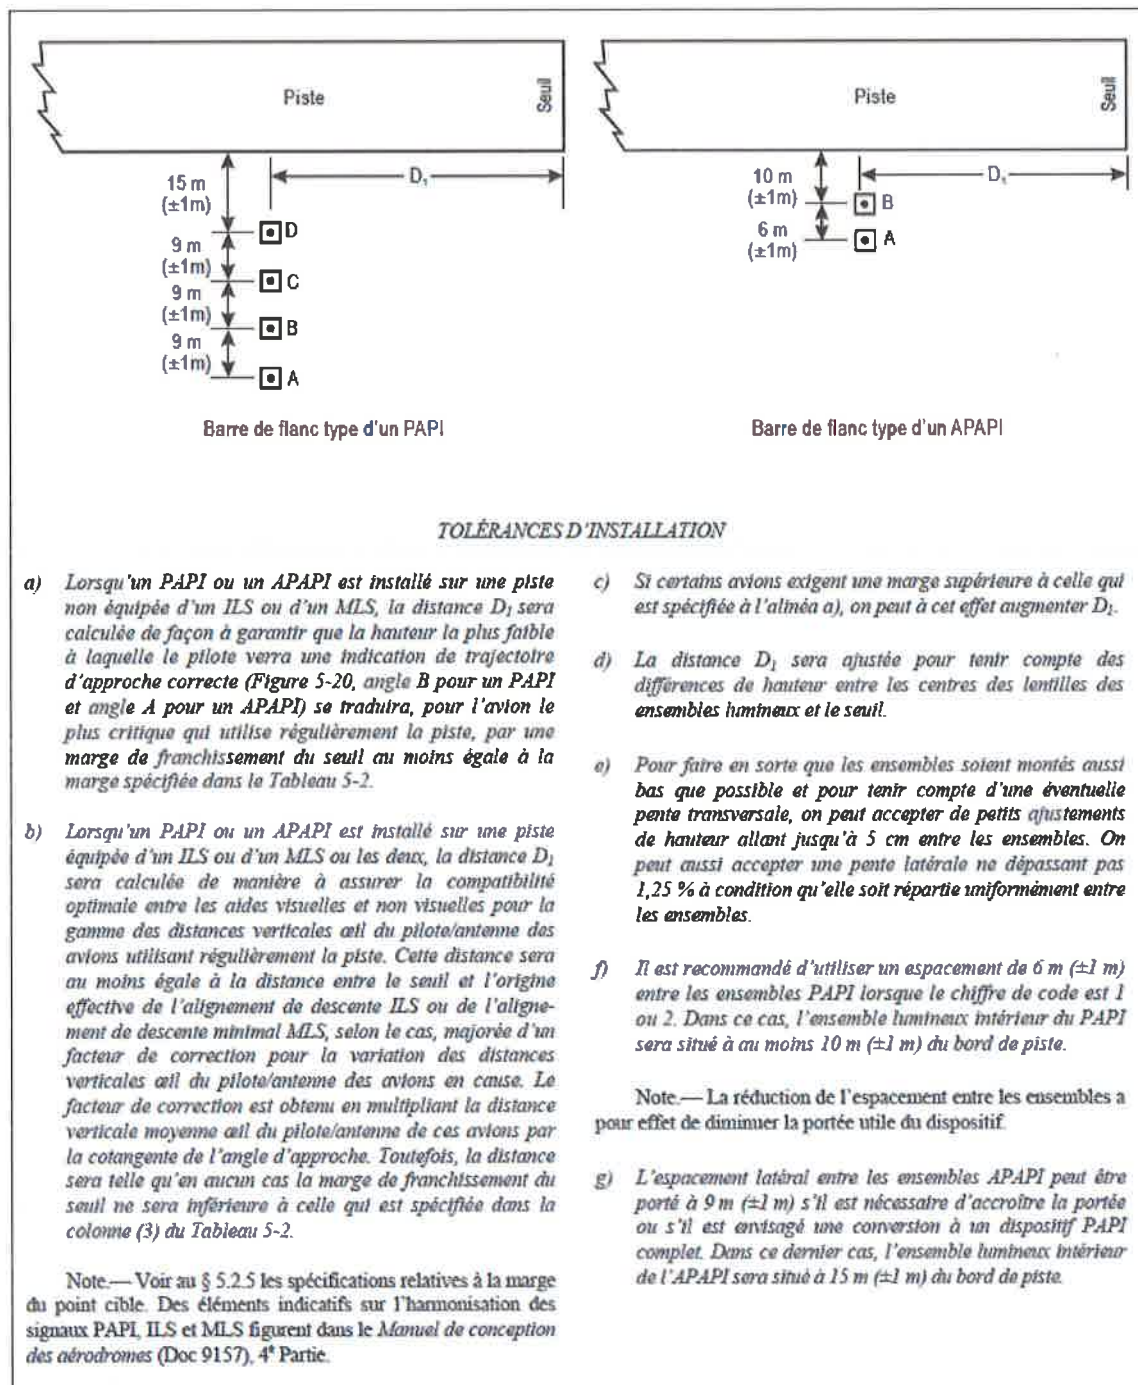 Piste
Seuil
D₁
15 m
(±1m)
D
9 m
(±1m)
C
9 m
(±1m)
B
9 m
(±1m)
A
Barre de flanc type d'un PAPI
Piste
Seuil
D₁
10 m
(±1m)
B
6 m
(±1m)
A
Barre de flanc type d'un APAPI
TOLÉRANCES D'INSTALLATION
a) Lorsqu'un PAPI ou un APAPI est installé sur une piste
non équipée d'un ILS ou d'un MLS, la distance D₁ sera
calculée de façon à garantir que la hauteur la plus faible
à laquelle le pilote verra une indication de trajectoire
d'approche correcte (Figure 5-20, angle B pour un PAPI
et angle A pour un APAPI) se traduira, pour l'avion le
plus critique qui utilise régulièrement la piste, par une
marge de franchissement du seuil au moins égale à la
marge spécifiée dans le Tableau 5-2.
b) Lorsqu'un PAPI ou un APAPI est installé sur une piste
équipée d'un ILS ou d'un MLS ou les deux, la distance D₁
sera calculée de manière à assurer la compatibilité
optimale entre les aides visuelles et non visuelles pour la
gamme des distances verticales œil du pilote/antenne des
avions utilisant régulièrement la piste. Cette distance sera
au moins égale à la distance entre le seuil et l'origine
effective de l'alignement de descente ILS ou de l'aligne-
ment de descente minimal MLS, selon le cas, majorée d'un
facteur de correction pour la variation des distances
verticales œil du pilote/antenne des avions en cause. Le
facteur de correction est obtenu en multipliant la distance
verticale moyenne œil du pilote/antenne de ces avions par
la cotangente de l'angle d'approche. Toutefois, la distance
sera telle qu'en aucun cas la marge de franchissement du
seuil ne sera inférieure à celle qui est spécifiée dans la
colonne (3) du Tableau 5-2.
Note.— Voir au § 5.2.5 les spécifications relatives à la marge
du point cible. Des éléments indicatifs sur l'harmonisation des
signaux PAPI, ILS et MLS figurent dans le Manuel de conception
des aérodromes (Doc 9157), 4ᵉ Partie.
c) Si certains avions exigent une marge supérieure à celle qui
est spécifiée à l'alinéa a), on peut à cet effet augmenter D₁.
d) La distance D₁ sera ajustée pour tenir compte des
différences de hauteur entre les centres des lentilles des
ensembles lumineux et le seuil.
e) Pour faire en sorte que les ensembles soient montés aussi
bas que possible et pour tenir compte d'une éventuelle
pente transversale, on peut accepter de petits ajustements
de hauteur allant jusqu'à 5 cm entre les ensembles. On
peut aussi accepter une pente latérale ne dépassant pas
1,25 % à condition qu'elle soit répartie uniformément entre
les ensembles.
f) Il est recommandé d'utiliser un espacement de 6 m (±1 m)
entre les ensembles PAPI lorsque le chiffre de code est 1
ou 2. Dans ce cas, l'ensemble lumineux intérieur du PAPI
sera situé à au moins 10 m (±1 m) du bord de piste.
Note.— La réduction de l'espacement entre les ensembles a
pour effet de diminuer la portée utile du dispositif.
g) L'espacement latéral entre les ensembles APAPI peut être
porté à 9 m (±1 m) s'il est nécessaire d'accroître la portée
ou s'il est envisagé une conversion à un dispositif PAPI
complet. Dans ce dernier cas, l'ensemble lumineux intérieur
de l'APAPI sera situé à 15 m (±1 m) du bord de piste.